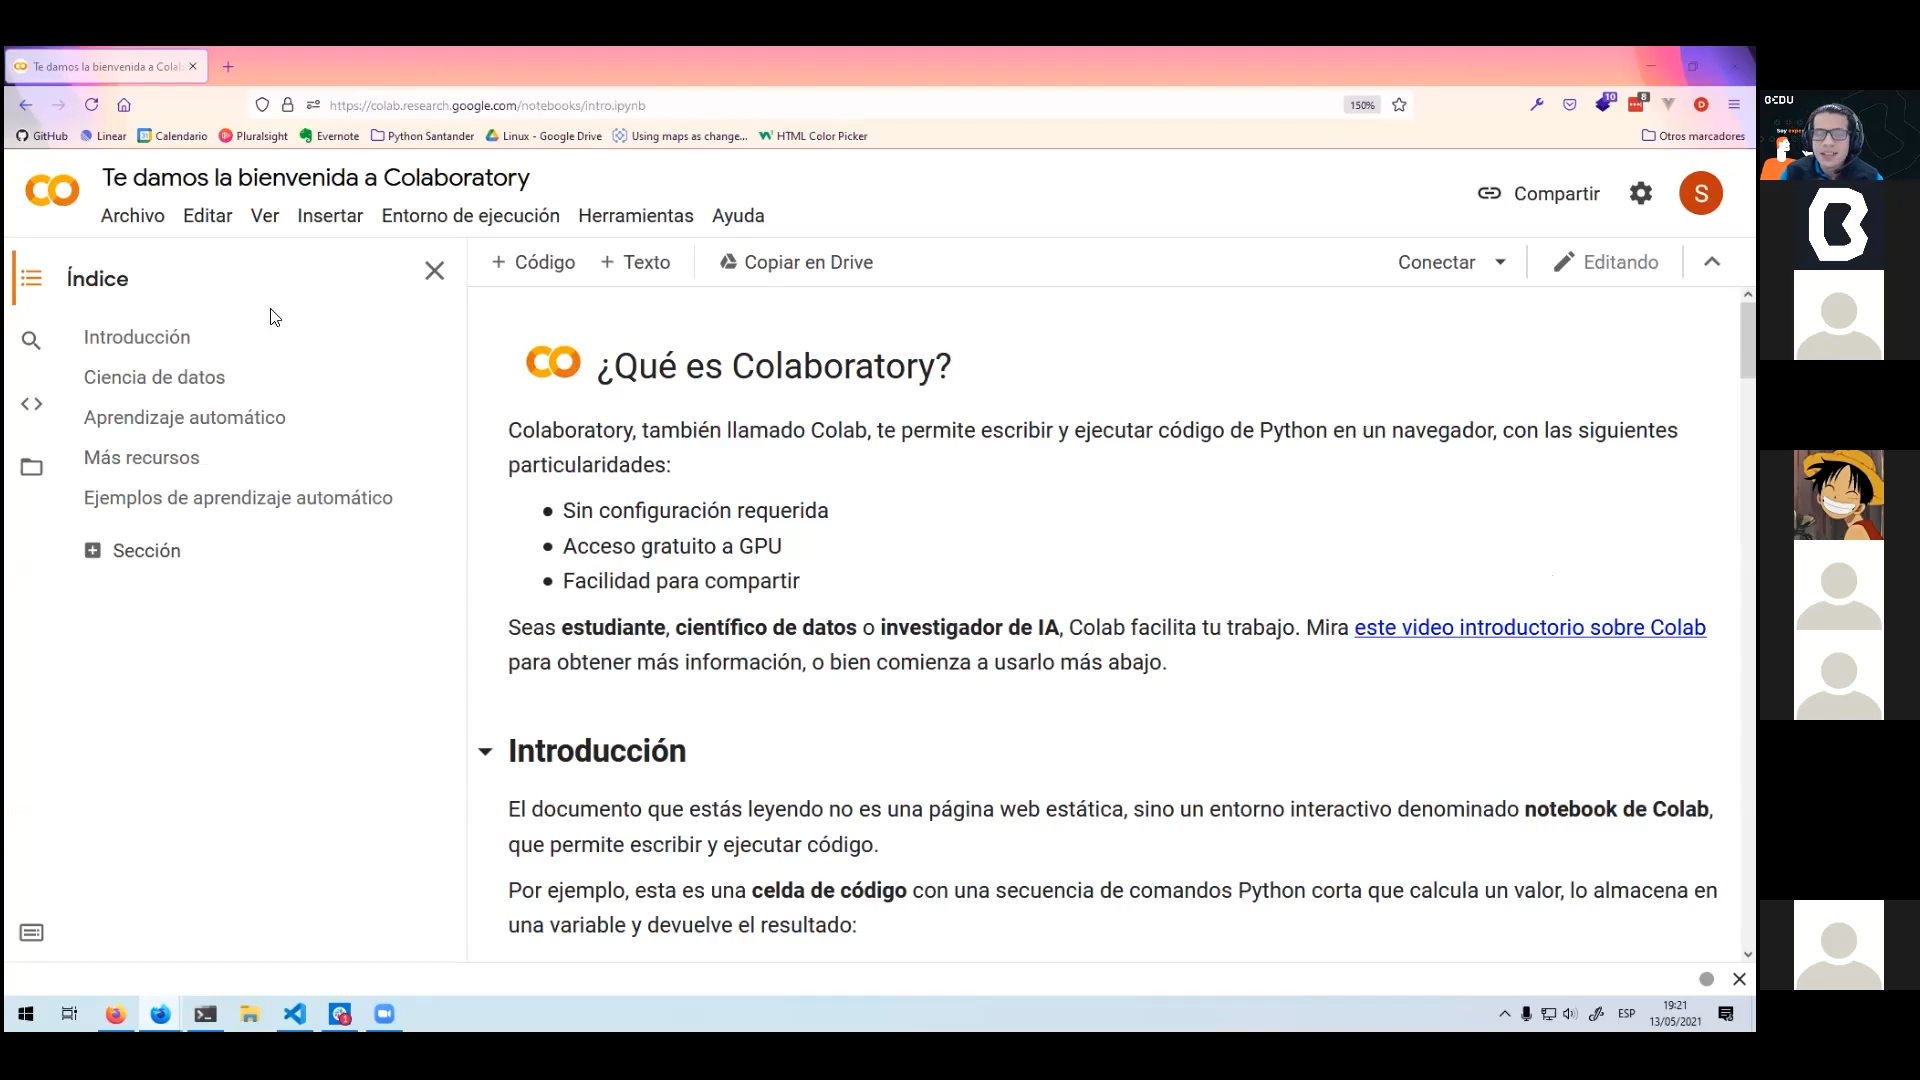 Te damos la bienvenida a Colab
https://colab.research.google.com/notebooks/intro.ipynb
150%
10
8
D
GitHub
Linear
Calendario
Pluralsight
Evernote
Python Santander
Linux - Google Drive
Using maps as change...
HTML Color Picker
Otros marcadores
Te damos la bienvenida a Colaboratory
Archivo Editar Ver Insertar Entorno de ejecución Herramientas Ayuda
Compartir
S
Índice
+ Código + Texto
Copiar en Drive
Conectar
Editando
Introducción
Ciencia de datos
Aprendizaje automático
Más recursos
Ejemplos de aprendizaje automático
Sección
¿Qué es Colaboratory?
Colaboratory, también llamado Colab, te permite escribir y ejecutar código de Python en un navegador, con las siguientes
particularidades:
• Sin configuración requerida
• Acceso gratuito a GPU
• Facilidad para compartir
Seas estudiante, científico de datos o investigador de IA, Colab facilita tu trabajo. Mira este video introductorio sobre Colab
para obtener más información, o bien comienza a usarlo más abajo.
Introducción
El documento que estás leyendo no es una página web estática, sino un entorno interactivo denominado notebook de Colab,
que permite escribir y ejecutar código.
Por ejemplo, esta es una celda de código con una secuencia de comandos Python corta que calcula un valor, lo almacena en
una variable y devuelve el resultado:
ESP
19:21
13/05/2021